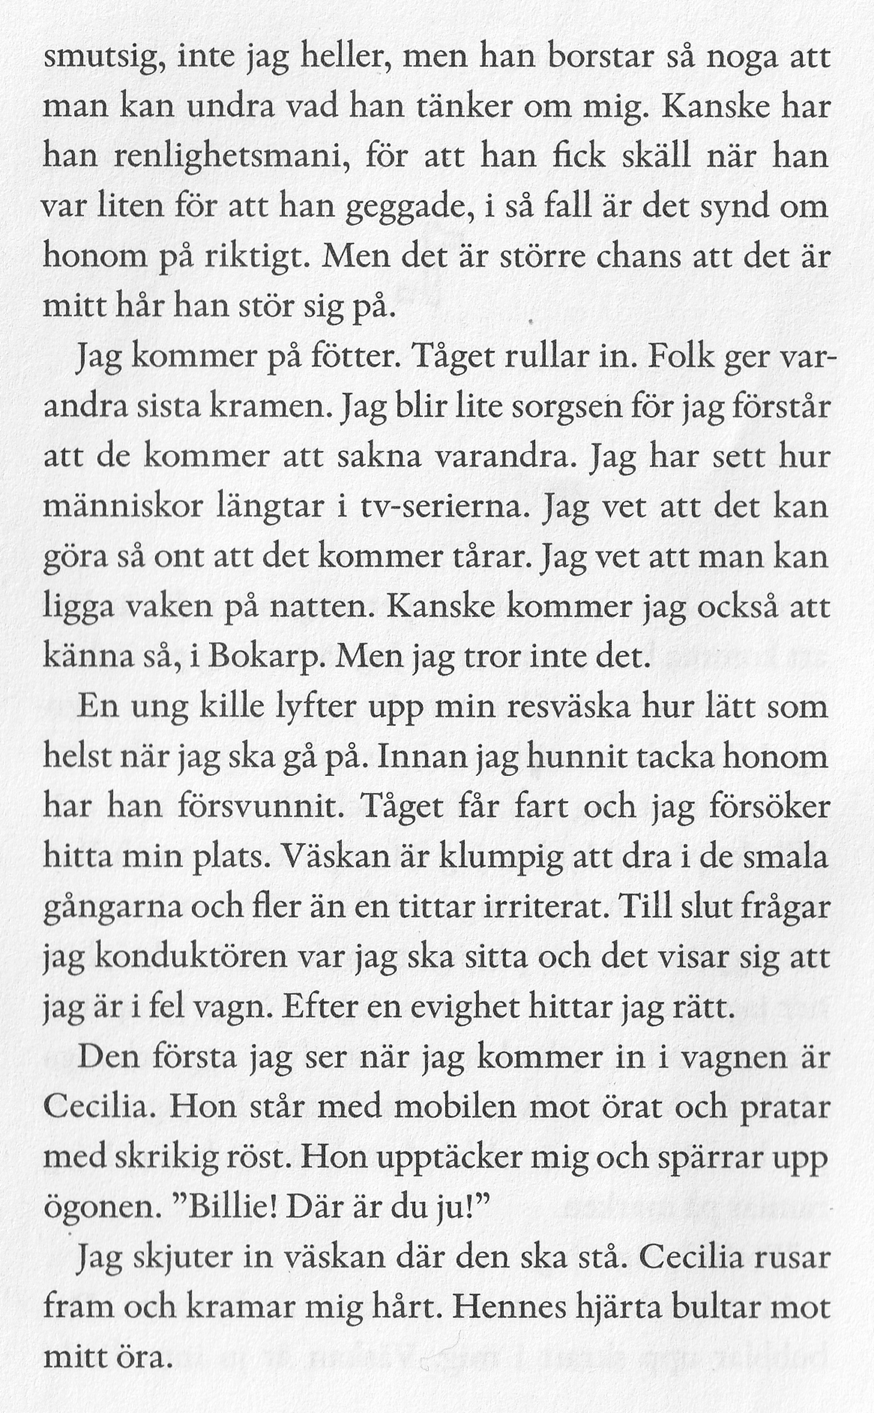 smutsig, inte jag heller, men han borstar så noga att
man kan undra vad han tänker om mig. Kanske har
han renlighetsmani, för att han fick skäll när han
var liten för att han geggade, i så fall är det synd om
honom på riktigt. Men det är större chans att det är
mitt hår han stör sig på.
Jag kommer på fötter. Tåget rullar in. Folk ger var-
andra sista kramen. Jag blir lite sorgsen för jag förstår
att de kommer att sakna varandra. Jag har sett hur
människor längtar i tv-serierna. Jag vet att det kan
göra så ont att det kommer tårar. Jag vet att man kan
ligga vaken på natten. Kanske kommer jag också att
känna så, i Bokarp. Men jag tror inte det.
En ung kille lyfter upp min resväska hur lätt som
helst när jag ska gå på. Innan jag hunnit tacka honom
har han försvunnit. Tåget får fart och jag försöker
hitta min plats. Väskan är klumpig att dra i de smala
gångarna och fler än en tittar irriterat. Till slut frågar
jag konduktören var jag ska sitta och det visar sig att
jag är i fel vagn. Efter en evighet hittar jag rätt.
Den första jag ser när jag kommer in i vagnen är
Cecilia. Hon står med mobilen mot örat och pratar
med skrikig röst. Hon upptäcker mig och spärrar upp
ögonen. ”Billie! Där är du ju!”
Jag skjuter in väskan där den ska stå. Cecilia rusar
fram och kramar mig hårt. Hennes hjärta bultar mot
mitt öra.